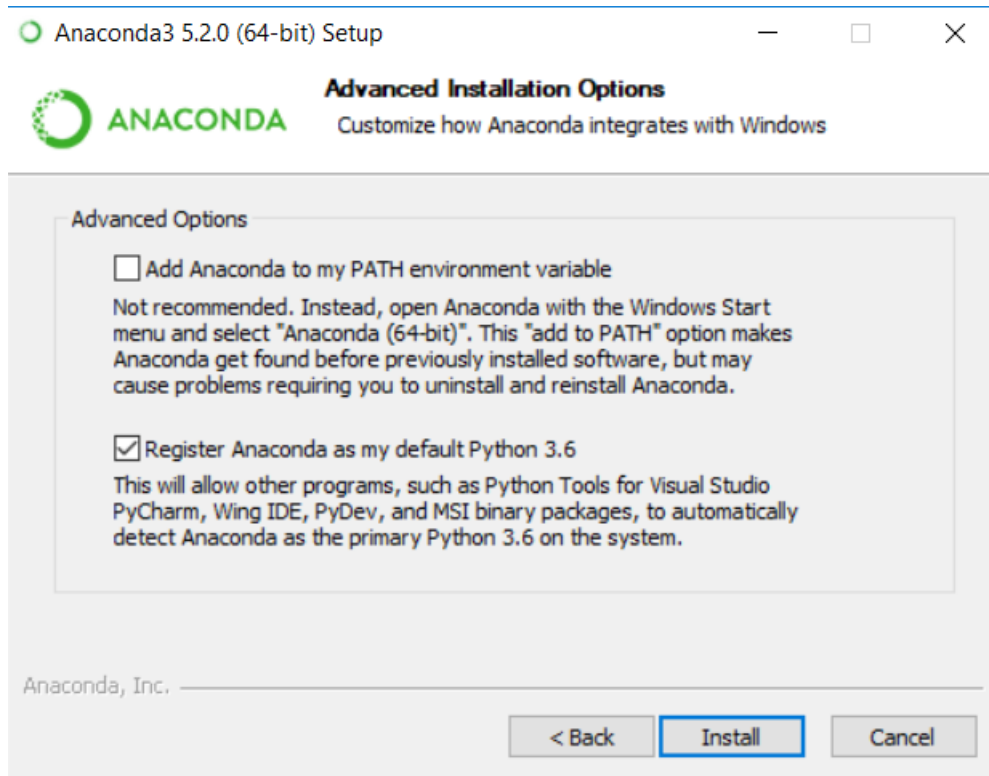 Anaconda3 5.2.0 (64-bit) Setup
ANACONDA
Advanced Installation Options
Customize how Anaconda integrates with Windows
Advanced Options
Add Anaconda to my PATH environment variable
Not recommended. Instead, open Anaconda with the Windows Start
menu and select "Anaconda (64-bit)". This "add to PATH" option makes
Anaconda get found before previously installed software, but may
cause problems requiring you to uninstall and reinstall Anaconda.
Register Anaconda as my default Python 3.6
This will allow other programs, such as Python Tools for Visual Studio
PyCharm, Wing IDE, PyDev, and MSI binary packages, to automatically
detect Anaconda as the primary Python 3.6 on the system.
Anaconda, Inc.
< Back Install Cancel